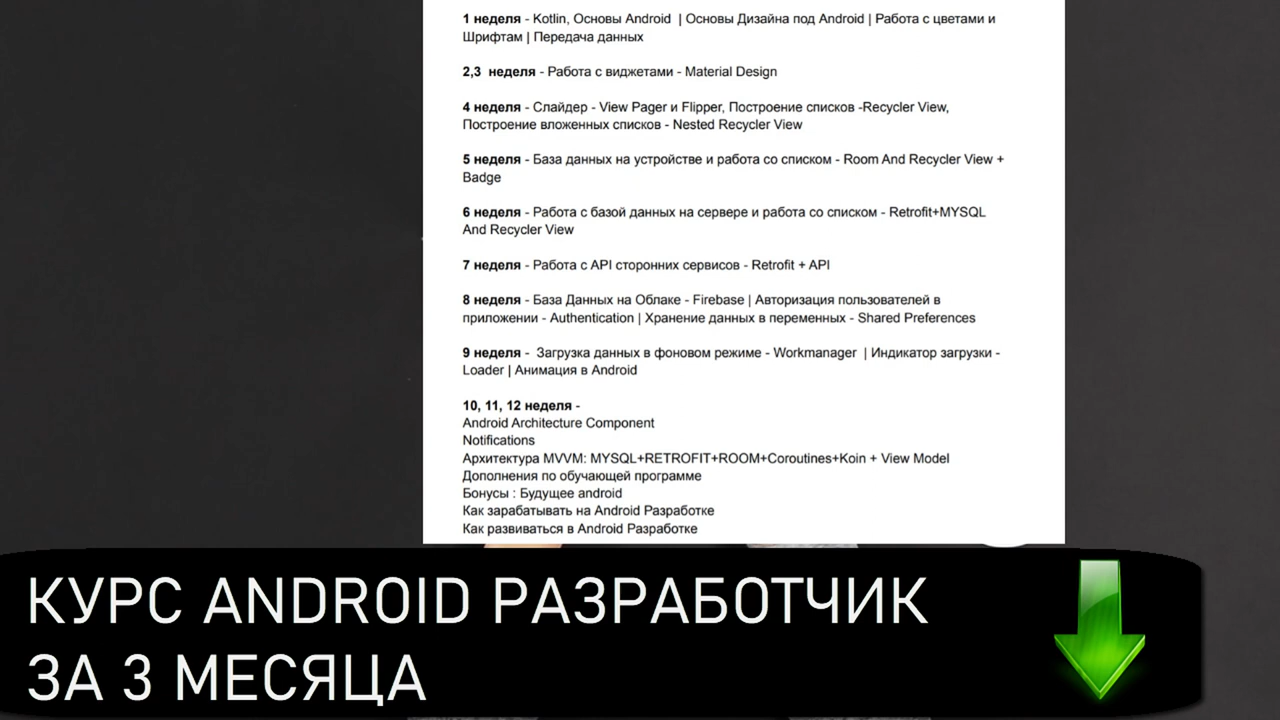 1 неделя - Kotlin, Основы Android | Основы Дизайна под Android | Работа с цветами и
Шрифтам | Передача данных
2,3 неделя - Работа с виджетами - Material Design
4 неделя - Слайдер - View Pager и Flipper, Построение списков -Recycler View,
Построение вложенных списков - Nested Recycler View
5 неделя - База данных на устройстве и работа со списком - Room And Recycler View +
Badge
6 неделя - Работа с базой данных на сервере и работа со списком - Retrofit+MYSQL
And Recycler View
7 неделя - Работа с API сторонних сервисов - Retrofit + API
8 неделя - База Данных на Облаке - Firebase | Авторизация пользователей в
приложении - Authentication | Хранение данных в переменных - Shared Preferences
9 неделя - Загрузка данных в фоновом режиме - Workmanager | Индикатор загрузки -
Loader | Анимация в Android
10, 11, 12 неделя -
Android Architecture Component
Notifications
Архитектура MVVM: MYSQL+RETROFIT+ROOM+Coroutines+Koin + View Model
Дополнения по обучающей программе
Бонусы : Будущее android
Как зарабатывать на Android Разработке
Как развиваться в Android Разработке
КУРС ANDROID РАЗРАБОТЧИК
ЗА 3 МЕСЯЦА